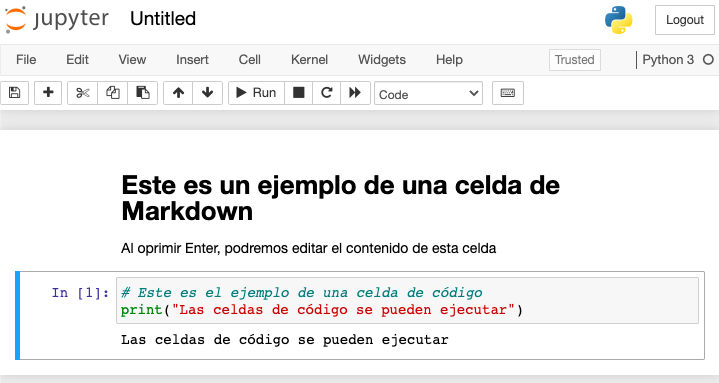 jupyter Untitled Logout
File Edit View Insert Cell Kernel Widgets Help Trusted Python 3
Run Code
Este es un ejemplo de una celda de
Markdown
Al oprimir Enter, podremos editar el contenido de esta celda
In [1]: # Este es el ejemplo de una celda de código
print("Las celdas de código se pueden ejecutar")
Las celdas de código se pueden ejecutar